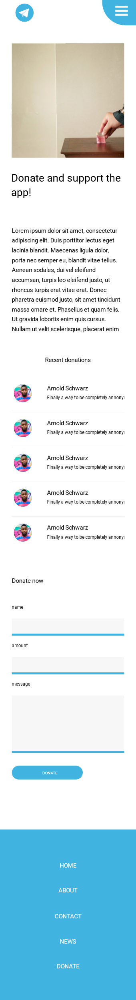 Donate and support the
app!
Lorem ipsum dolor sit amet, consectetur
adipiscing elit. Duis porttitor lectus eget
lacinia blandit. Maecenas ligula dolor,
porta nec semper eu, blandit vitae tellus.
Aenean sodales, dui vel eleifend
accumsan, turpis leo eleifend justo, ut
rhoncus turpis erat vitae erat. Donec
pharetra euismod justo, sit amet tincidunt
massa ornare et. Phasellus et quam felis.
Ut gravida lobortis enim quis cursus.
Nullam ut velit scelerisque, placerat enim
Recent donations
Arnold Schwarz
Finally a way to be completely
Arnold Schwarz
Finally a way to be completely
Arnold Schwarz
Finally a way to be completely
Arnold Schwarz
Finally a way to be completely
Arnold Schwarz
Finally a way to be completely
Donate now
name
amount
message
DONATE
HOME
ABOUT
CONTACT
NEWS
DONATE